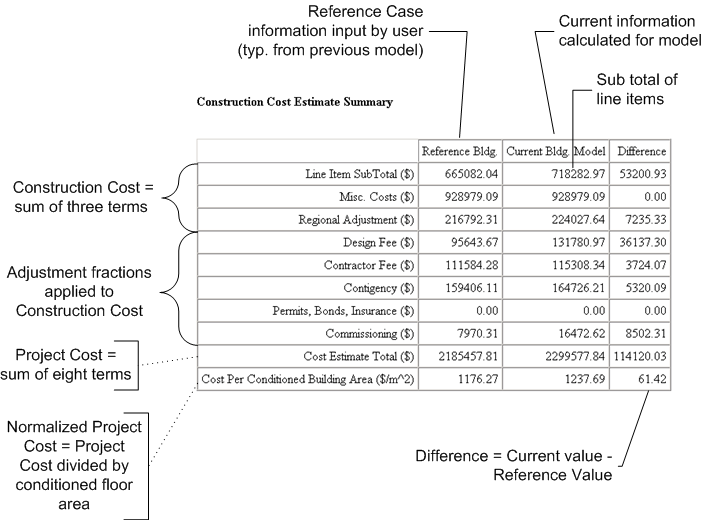 Reference Case
information input by user
(typ. from previous model)
Current information
calculated for model
Sub total of
line items
Construction Cost Estimate Summary
Reference Bldg. Current Bldg. Model Difference
Line Item SubTotal ($) 665082.04 718282.97 53200.93
Misc. Costs ($) 928979.09 928979.09 0.00
Regional Adjustment ($) 216792.31 224027.64 7235.33
Design Fee ($) 95643.67 131780.97 36137.30
Contractor Fee ($) 111584.28 115308.34 3724.07
Contigency ($) 159406.11 164726.21 5320.09
Permits, Bonds, Insurance ($) 0.00 0.00 0.00
Commissioning ($) 7970.31 16472.62 8502.31
Cost Estimate Total ($) 2185457.81 2299577.84 114120.03
Cost Per Conditioned Building Area ($/m^2) 1176.27 1237.69 61.42
Construction Cost =
sum of three terms
Adjustment fractions
applied to
Construction Cost
Project Cost =
sum of eight terms
Normalized Project
Cost = Project
Cost divided by
conditioned floor
area
Difference = Current value -
Reference Value